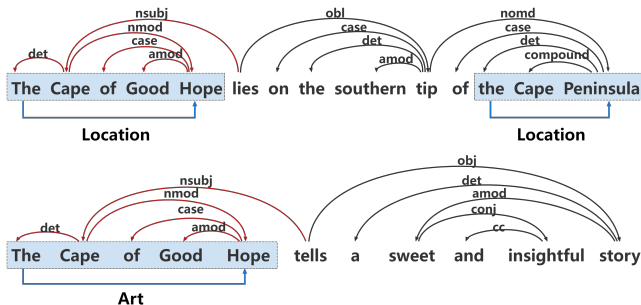 nsubj obl nomd
nmod case case
det case det det
amod amod compound
The Cape of Good Hope lies on the southern tip of the Cape Peninsula
Location Location
obj
nsubj det
nmod amod
case conj
det amod cc
The Cape of Good Hope tells a sweet and insightful story
Art